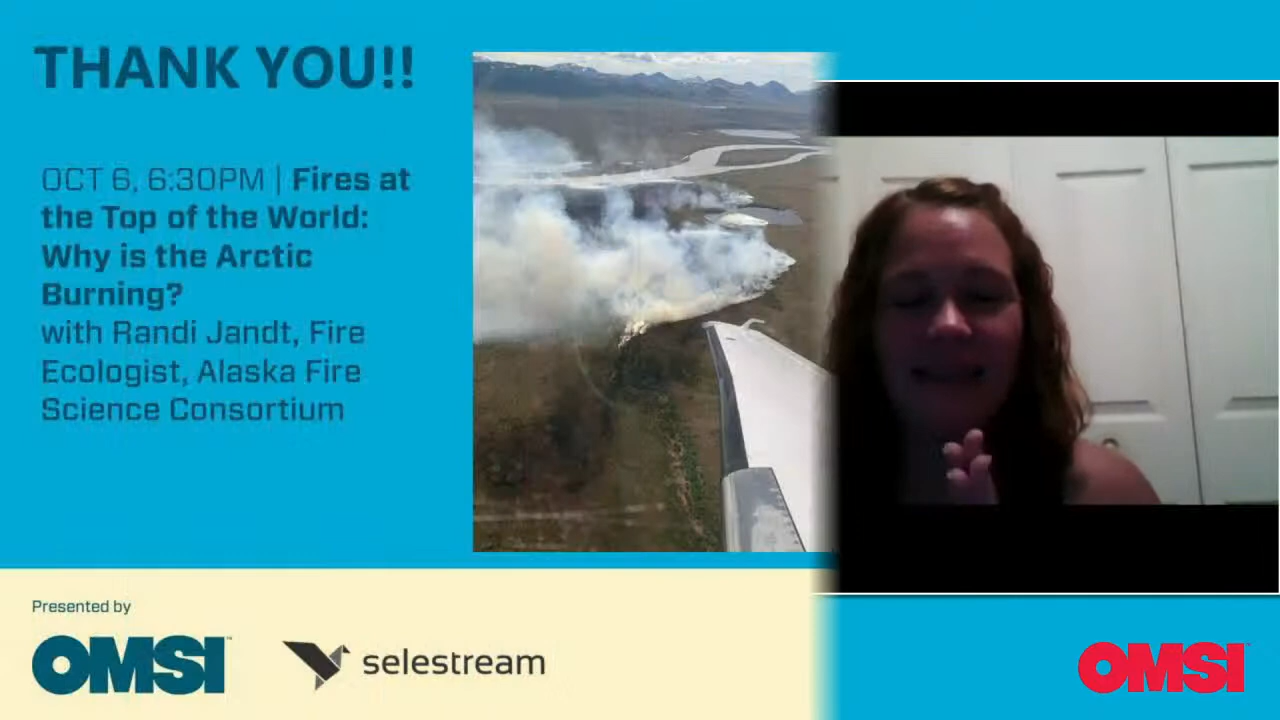 THANK YOU!!
OCT 6, 6:30PM | Fires at
the Top of the World:
Why is the Arctic
Burning?
with Randi Jandt, Fire
Ecologist, Alaska Fire
Science Consortium
Presented by
OMSI™
selestream
OMSI